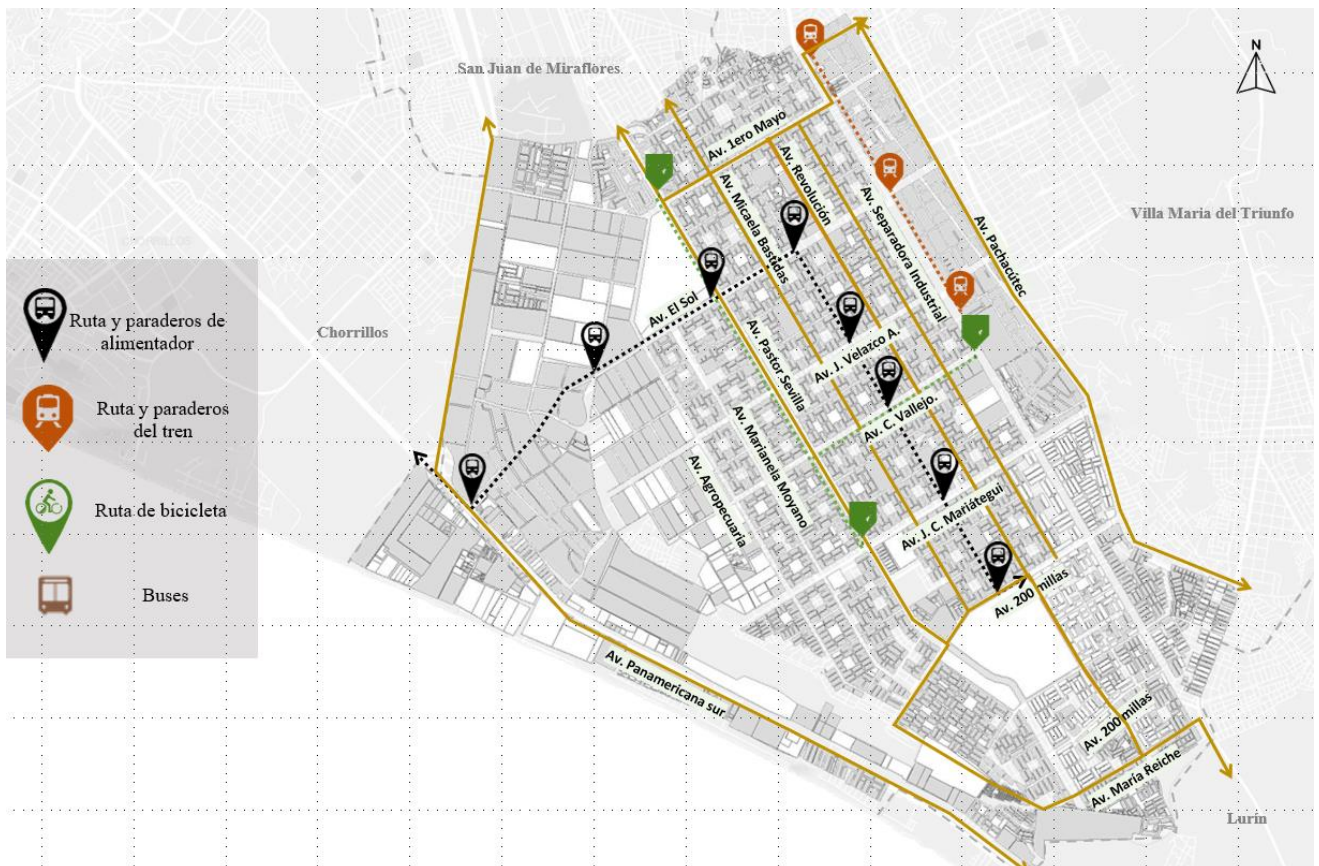 San Juan de Miraflores
N
Av. 1ero Mayo
Av. Revolución
Av. Micaela Bastidas
Av. Separadora Industrial
Av. Pachacútec
Villa Maria del Triunfo
CHORRILLOS
Chorrillos
Av. El Sol
Av. J. Velazco A.
Av. Pastor Sevilla
Av. C. Vallejo.
Av. Marianela Moyano
Av. Agropecuaria
Av. J. C. Mariátegui
Av. 200 millas
Av. Panamericana sur
Av. 200 millas
Av. María Reiche
Lurín
Ruta y paraderos de
alimentador
Ruta y paraderos
del tren
Ruta de bicicleta
Buses